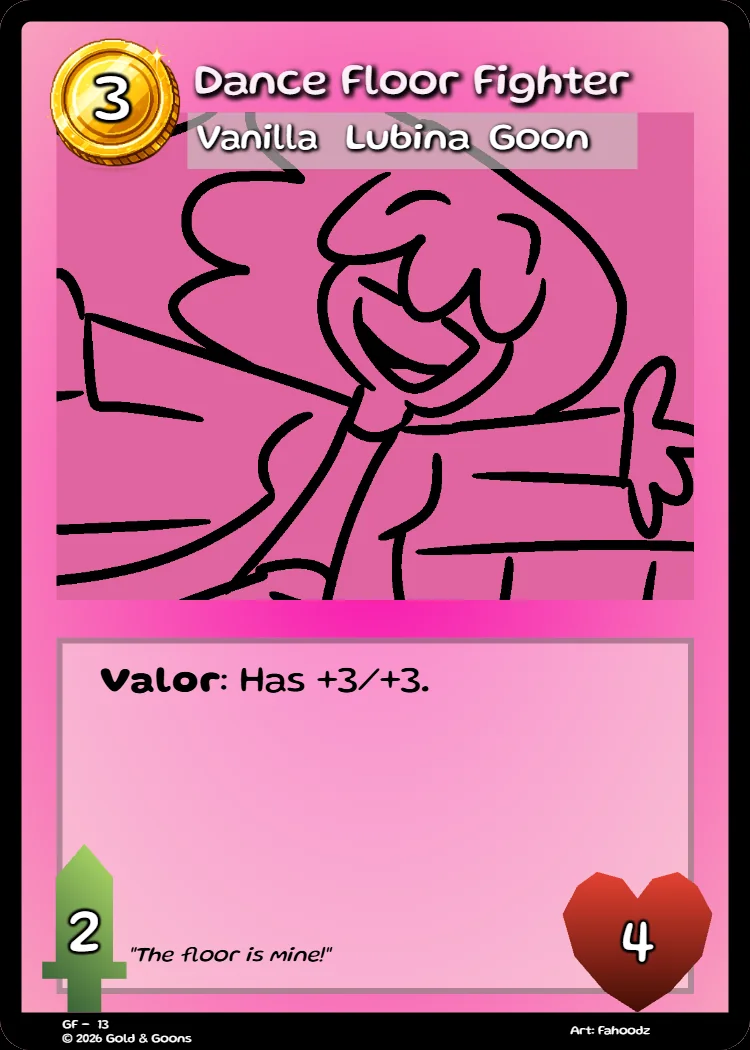 3
Dance Floor Fighter
Vanilla Lubina Goon
Valor: Has +3/+3.
2
"The floor is mine!"
4
GF - 13
© 2026 Gold & Goons
Art: Fahoodz